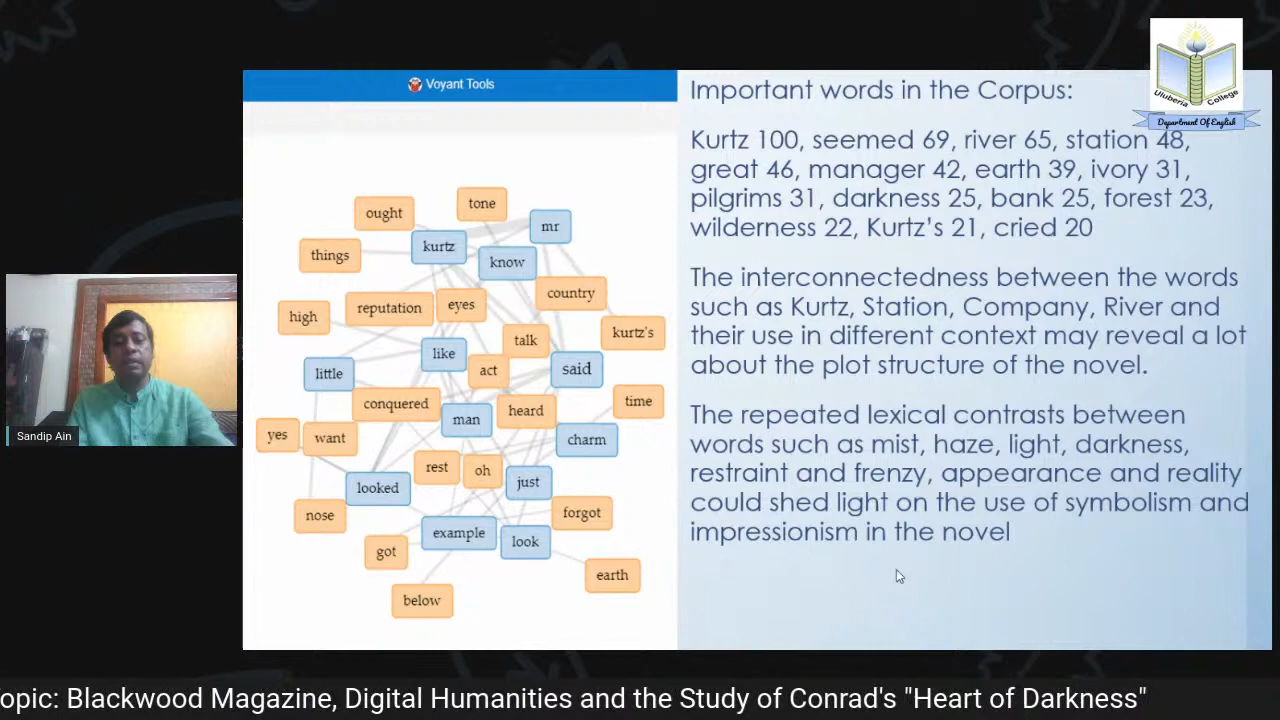 Voyant Tools
ought
tone
mr
things
kurtz
know
high
reputation
eyes
country
kurtz's
talk
like
little
act
said
conquered
man
heard
time
charm
yes
want
rest
oh
looked
just
nose
forgot
example
look
got
earth
below
Important words in the Corpus:
Kurtz 100, seemed 69, river 65, station 48,
great 46, manager 42, earth 39, ivory 31,
pilgrims 31, darkness 25, bank 25, forest 23,
wilderness 22, Kurtz's 21, cried 20
The interconnectedness between the words
such as Kurtz, Station, Company, River and
their use in different context may reveal a lot
about the plot structure of the novel.
The repeated lexical contrasts between
words such as mist, haze, light, darkness,
restraint and frenzy, appearance and reality
could shed light on the use of symbolism and
impressionism in the novel
Uluberia College
Department Of English
Sandip Ain
opic: Blackwood Magazine, Digital Humanities and the Study of Conrad's "Heart of Darkness"